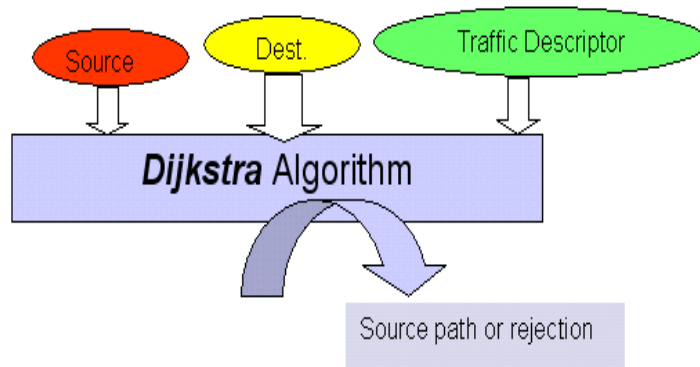 Source
Dest.
Traffic Descriptor
Dijkstra Algorithm
Source path or rejection